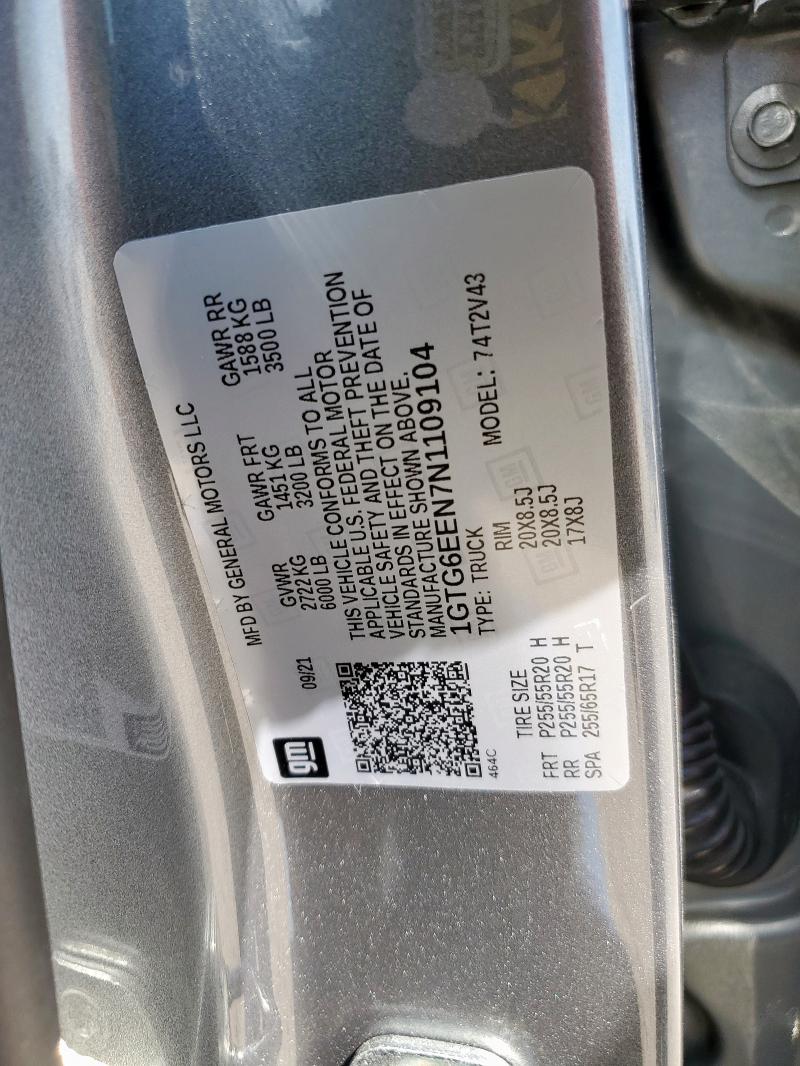 gm
MFD BY GENERAL MOTORS LLC
09/21
GVWR GAWR FRT GAWR RR
2722 KG 1451 KG 1588 KG
6000 LB 3200 LB 3500 LB
THIS VEHICLE CONFORMS TO ALL
APPLICABLE U.S. FEDERAL MOTOR
VEHICLE SAFETY AND THEFT PREVENTION
STANDARDS IN EFFECT ON THE DATE OF
MANUFACTURE SHOWN ABOVE.
1GTG6EEN7N1109104
TYPE: TRUCK MODEL: 74T2V43
464C
TIRE SIZE RIM
FRT P255/55R20 H 20X8.5J
RR P255/55R20 H 20X8.5J
SPA 255/65R17 T 17X8J